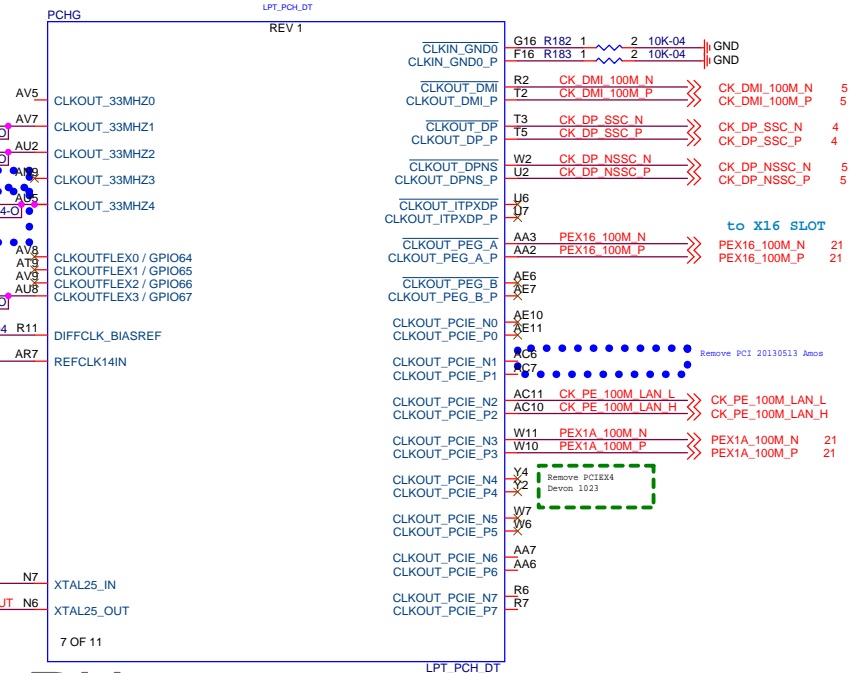 LPT_PCH_DT
PCHG
REV 1
G16 R182 1 2 10K-04 GND
CLKIN_GND0
F16 R183 1 2 10K-04 GND
CLKIN_GND0_P
R2 CK_DMI_100M_N CK_DMI_100M_N 5
CLKOUT_DMI
T2 CK_DMI_100M_P CK_DMI_100M_P 5
CLKOUT_DMI_P
AV5 CLKOUT_33MHZ0
T3 CK_DP_SSC_N CK_DP_SSC_N 4
CLKOUT_DP
T5 CK_DP_SSC_P CK_DP_SSC_P 4
CLKOUT_DP_P
AV7 CLKOUT_33MHZ1
AU2 CLKOUT_33MHZ2
W2 CK_DP_NSSC_N CK_DP_NSSC_N 5
CLKOUT_DPNS
U2 CK_DP_NSSC_P CK_DP_NSSC_P 5
CLKOUT_DPNS_P
AN9 CLKOUT_33MHZ3
AU5 CLKOUT_33MHZ4
4-O
U6
CLKOUT_ITPXDP
U7
CLKOUT_ITPXDP_P
to X16 SLOT
AA3 PEX16_100M_N PEX16_100M_N 21
CLKOUT_PEG_A
AA2 PEX16_100M_P PEX16_100M_P 21
CLKOUT_PEG_A_P
AV8 CLKOUTFLEX0 / GPIO64
AT9 CLKOUTFLEX1 / GPIO65
AV9 CLKOUTFLEX2 / GPIO66
AU8 CLKOUTFLEX3 / GPIO67
AE6
CLKOUT_PEG_B
AE7
CLKOUT_PEG_B_P
AE10
CLKOUT_PCIE_N0
AE11
CLKOUT_PCIE_P0
R11 DIFFCLK_BIASREF
AR7 REFCLK14IN
AC6
CLKOUT_PCIE_N1
AC7
CLKOUT_PCIE_P1
Remove PCI 20130513 Amos
AC11 CK_PE_100M_LAN_L CK_PE_100M_LAN_L
CLKOUT_PCIE_N2
AC10 CK_PE_100M_LAN_H CK_PE_100M_LAN_H
CLKOUT_PCIE_P2
W11 PEX1A_100M_N PEX1A_100M_N 21
CLKOUT_PCIE_N3
W10 PEX1A_100M_P PEX1A_100M_P 21
CLKOUT_PCIE_P3
Y4
CLKOUT_PCIE_N4
Y2
CLKOUT_PCIE_P4
Remove PCIEX4
Devon 1023
W7
CLKOUT_PCIE_N5
W6
CLKOUT_PCIE_P5
AA7
CLKOUT_PCIE_N6
AA6
CLKOUT_PCIE_P6
N7 XTAL25_IN
R6
CLKOUT_PCIE_N7
R7
CLKOUT_PCIE_P7
UT N6 XTAL25_OUT
7 OF 11
LPT_PCH_DT